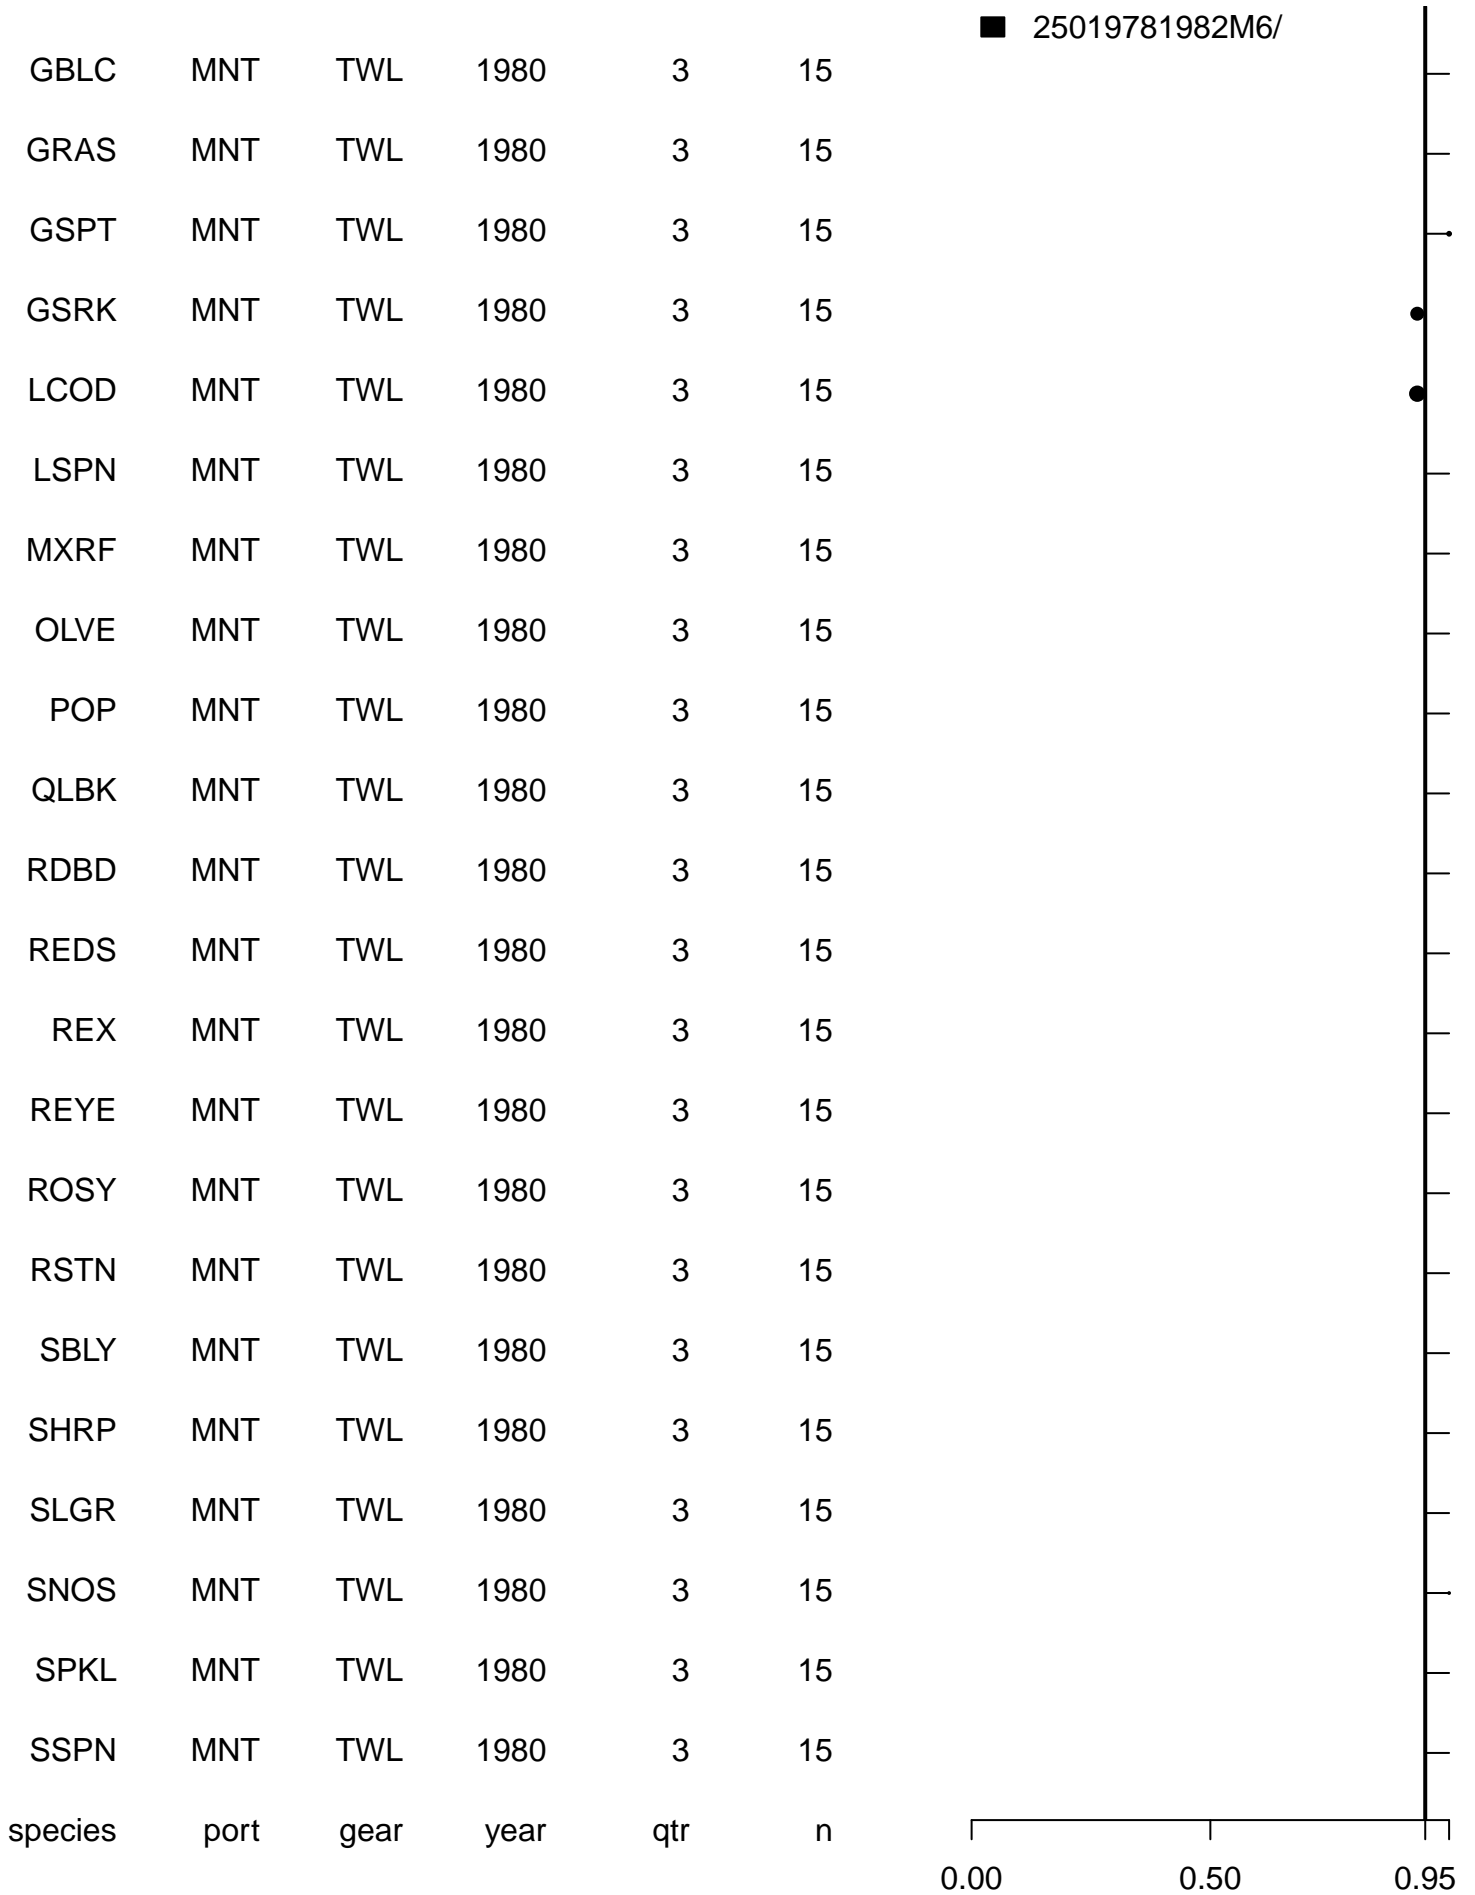 25019781982M6/
GBLC MNT TWL 1980 3 15
GRAS MNT TWL 1980 3 15
GSPT MNT TWL 1980 3 15
GSRK MNT TWL 1980 3 15
LCOD MNT TWL 1980 3 15
LSPN MNT TWL 1980 3 15
MXRF MNT TWL 1980 3 15
OLVE MNT TWL 1980 3 15
POP MNT TWL 1980 3 15
QLBK MNT TWL 1980 3 15
RDBD MNT TWL 1980 3 15
REDS MNT TWL 1980 3 15
REX MNT TWL 1980 3 15
REYE MNT TWL 1980 3 15
ROSY MNT TWL 1980 3 15
RSTN MNT TWL 1980 3 15
SBLY MNT TWL 1980 3 15
SHRP MNT TWL 1980 3 15
SLGR MNT TWL 1980 3 15
SNOS MNT TWL 1980 3 15
SPKL MNT TWL 1980 3 15
SSPN MNT TWL 1980 3 15
species port gear year qtr n
0.00 0.50 0.95